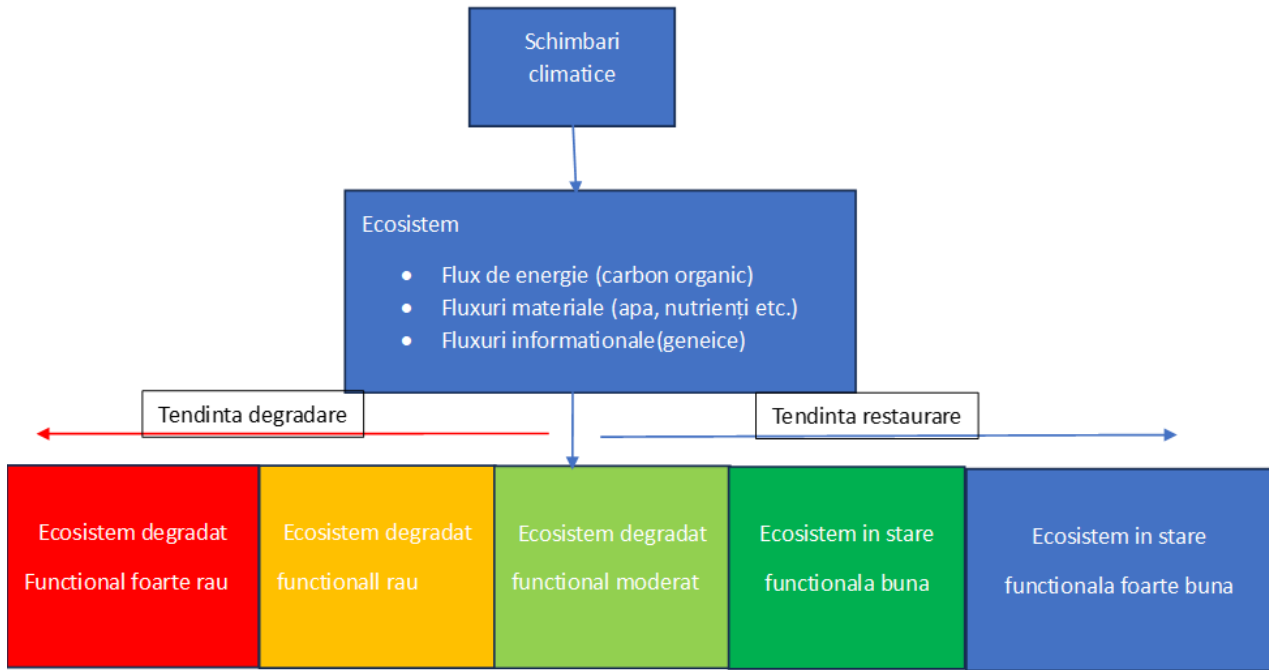 Schimbari
climatice
Ecosistem
• Flux de energie (carbon organic)
• Fluxuri materiale (apa, nutrienți etc.)
• Fluxuri informationale(geneice)
Tendinta degradare
Tendinta restaurare
Ecosistem degradat
Functional foarte rau
Ecosistem degradat
functionall rau
Ecosistem degradat
functional moderat
Ecosistem in stare
functionala buna
Ecosistem in stare
functionala foarte buna